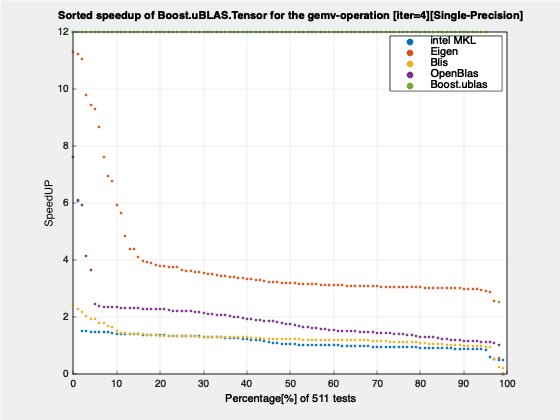 Sorted speedup of Boost.uBLAS.Tensor for the gemv-operation [iter=4][Single-Precision]
12
10
8
6
4
2
0
SpeedUP
intel MKL
Eigen
Blis
OpenBlas
Boost.ublas
0 10 20 30 40 50 60 70 80 90 100
Percentage[%] of 511 tests